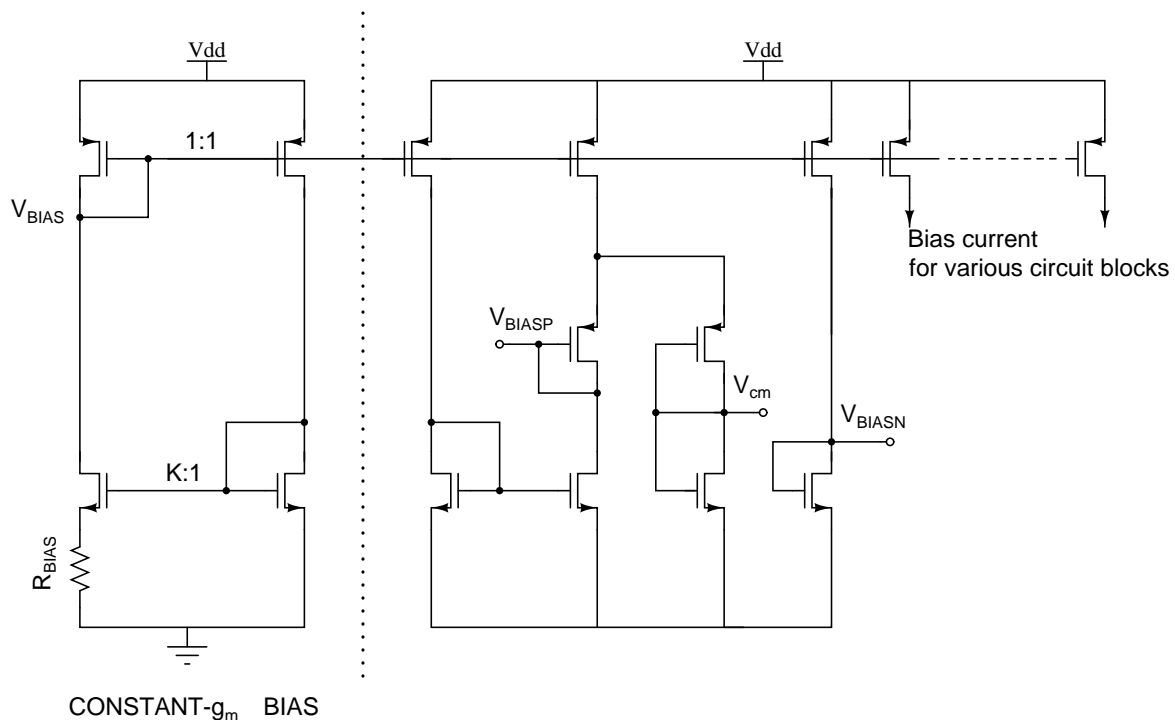 Vdd
Vdd
1:1
V_BIAS
Bias current
for various circuit blocks
V_BIASP
V_cm
V_BIASN
K:1
R_BIAS
CONSTANT-g_m BIAS